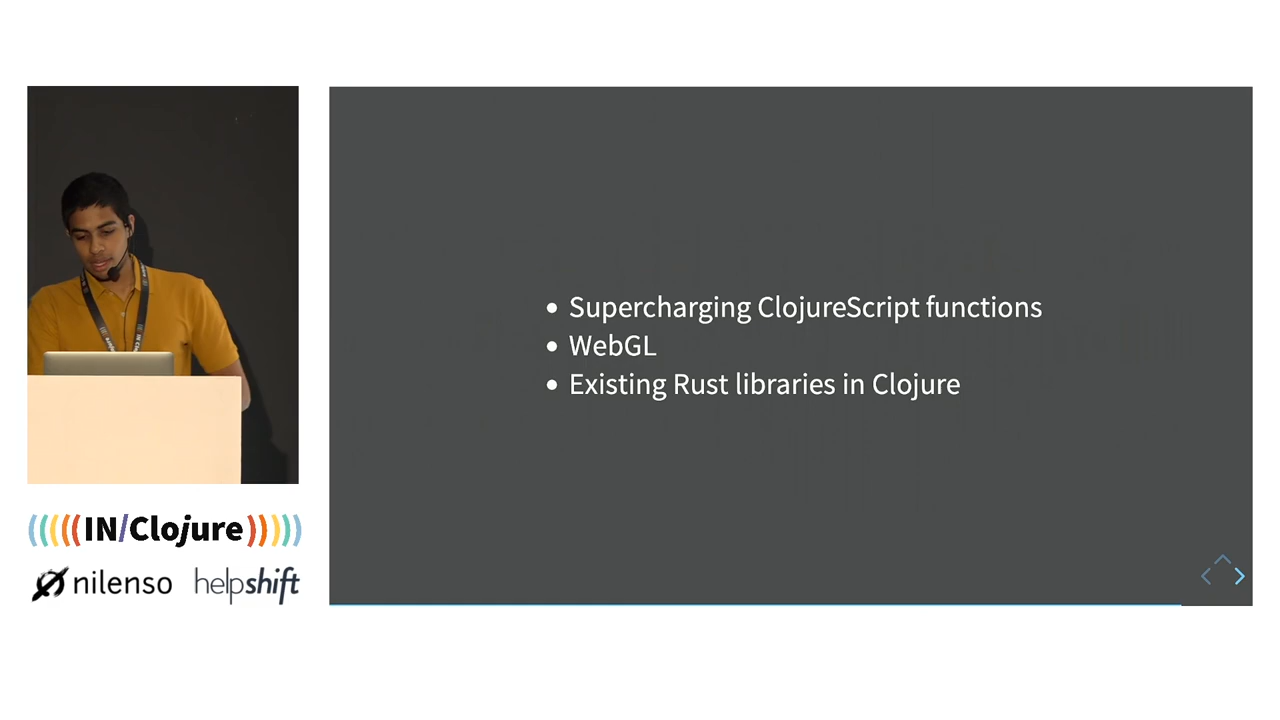 Supercharging ClojureScript functions
WebGL
Existing Rust libraries in Clojure
((((( IN/Clojure )))))
nilenso helpshift